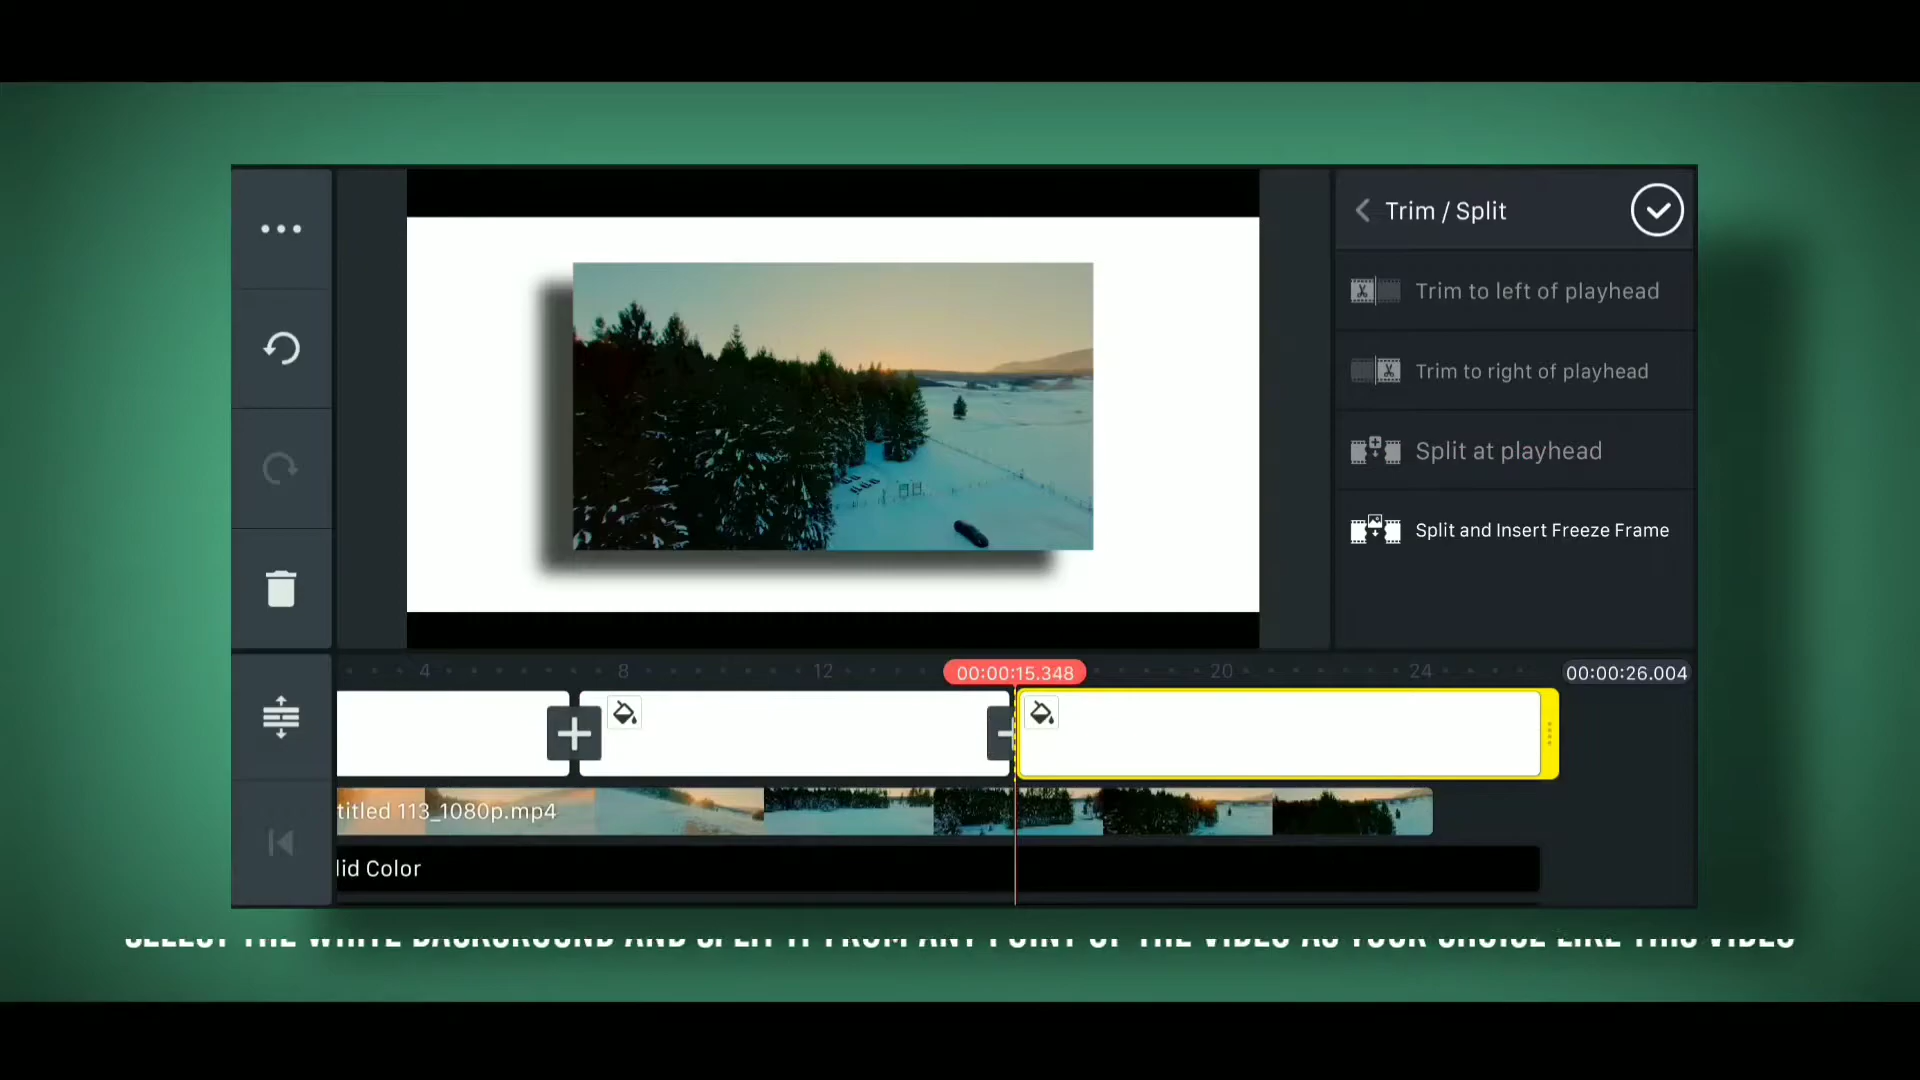 Trim / Split
Trim to left of playhead
Trim to right of playhead
Split at playhead
Split and Insert Freeze Frame
4
8
12
00:00:15.348
20
24
00:00:26.004
titled 113_1080p.mp4
lid Color
SELECT THE WHITE BACKGROUND AND SPLIT IT FROM ANY POINT OF THE VIDEO AS YOUR CHOICE LIKE THIS VIDEO